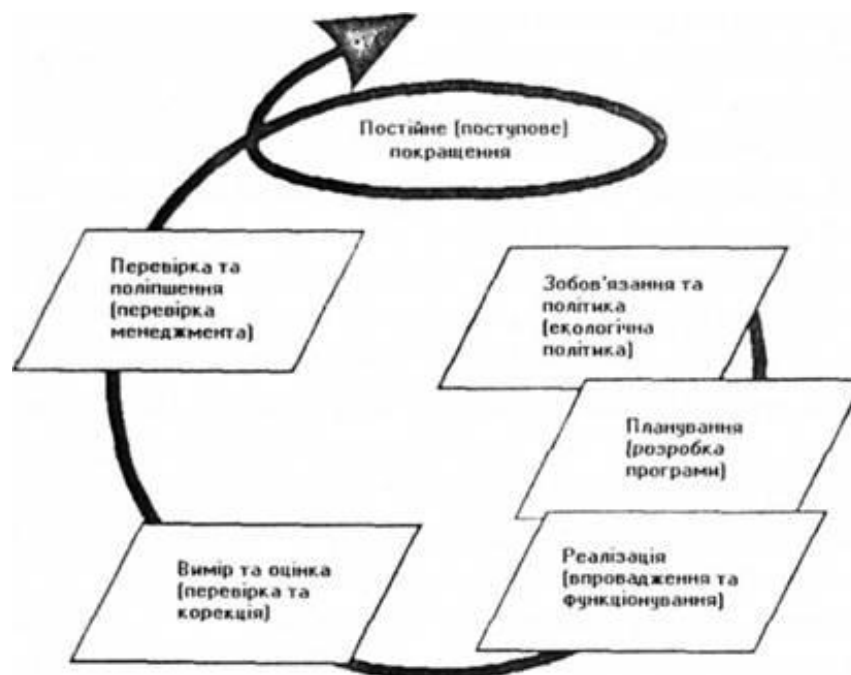 Постійне (поступове)
покращення
Перевірка та
поліпшення
(перевірка
менеджмента)
Зобов'язання та
політика
(екологічна
політика)
Планування
(розробка
програми)
Вимір та оцінка
(перевірка та
корекція)
Реалізація
(впровадження та
функціонування)